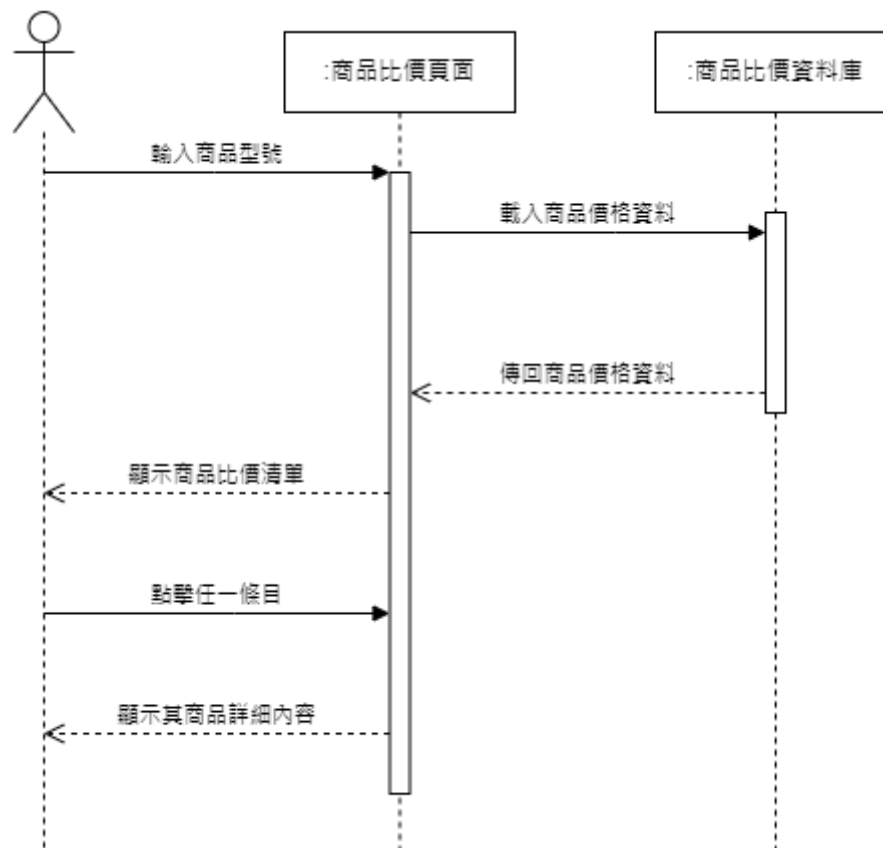 :商品比價頁面
:商品比價資料庫
輸入商品型號
載入商品價格資料
傳回商品價格資料
顯示商品比價清單
點擊任一條目
顯示其商品詳細內容